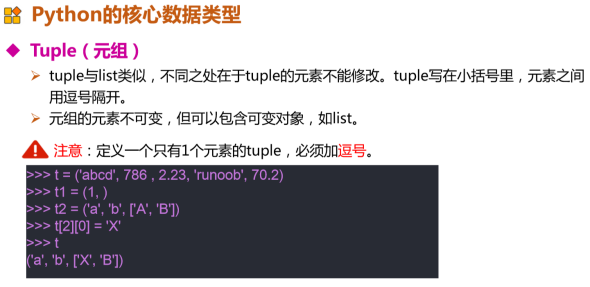 Python的核心数据类型
Tuple（元组）
tuple与list类似，不同之处在于tuple的元素不能修改。tuple写在小括号里，元素之间
用逗号隔开。
元组的元素不可变，但可以包含可变对象，如list。
注意：定义一个只有1个元素的tuple，必须加逗号。
>>> t = ('abcd', 786 , 2.23, 'runoob', 70.2)
>>> t1 = (1, )
>>> t2 = ('a', 'b', ['A', 'B'])
>>> t[2][0] = 'X'
>>> t
('a', 'b', ['X', 'B'])